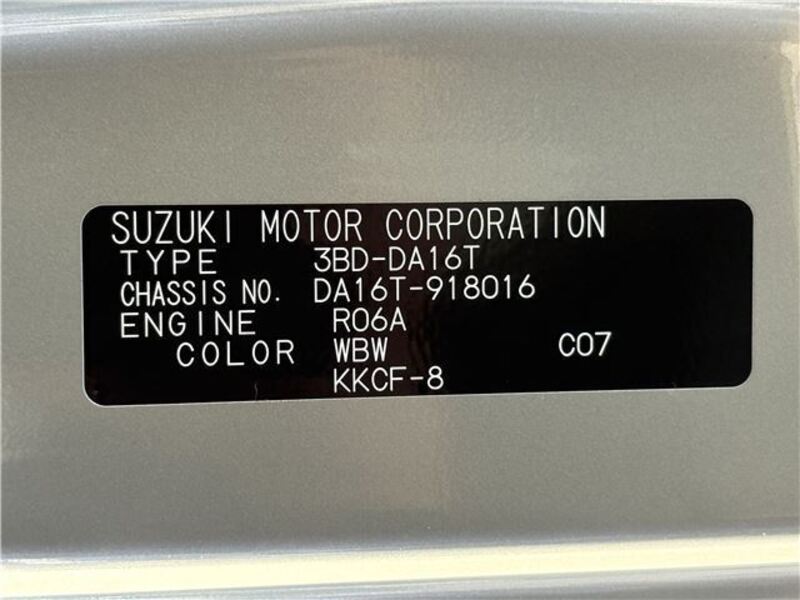 SUZUKI MOTOR CORPORATION
TYPE 3BD-DA16T
CHASSIS NO. DA16T-918016
ENGINE R06A
COLOR WBW C07
KKCF-8